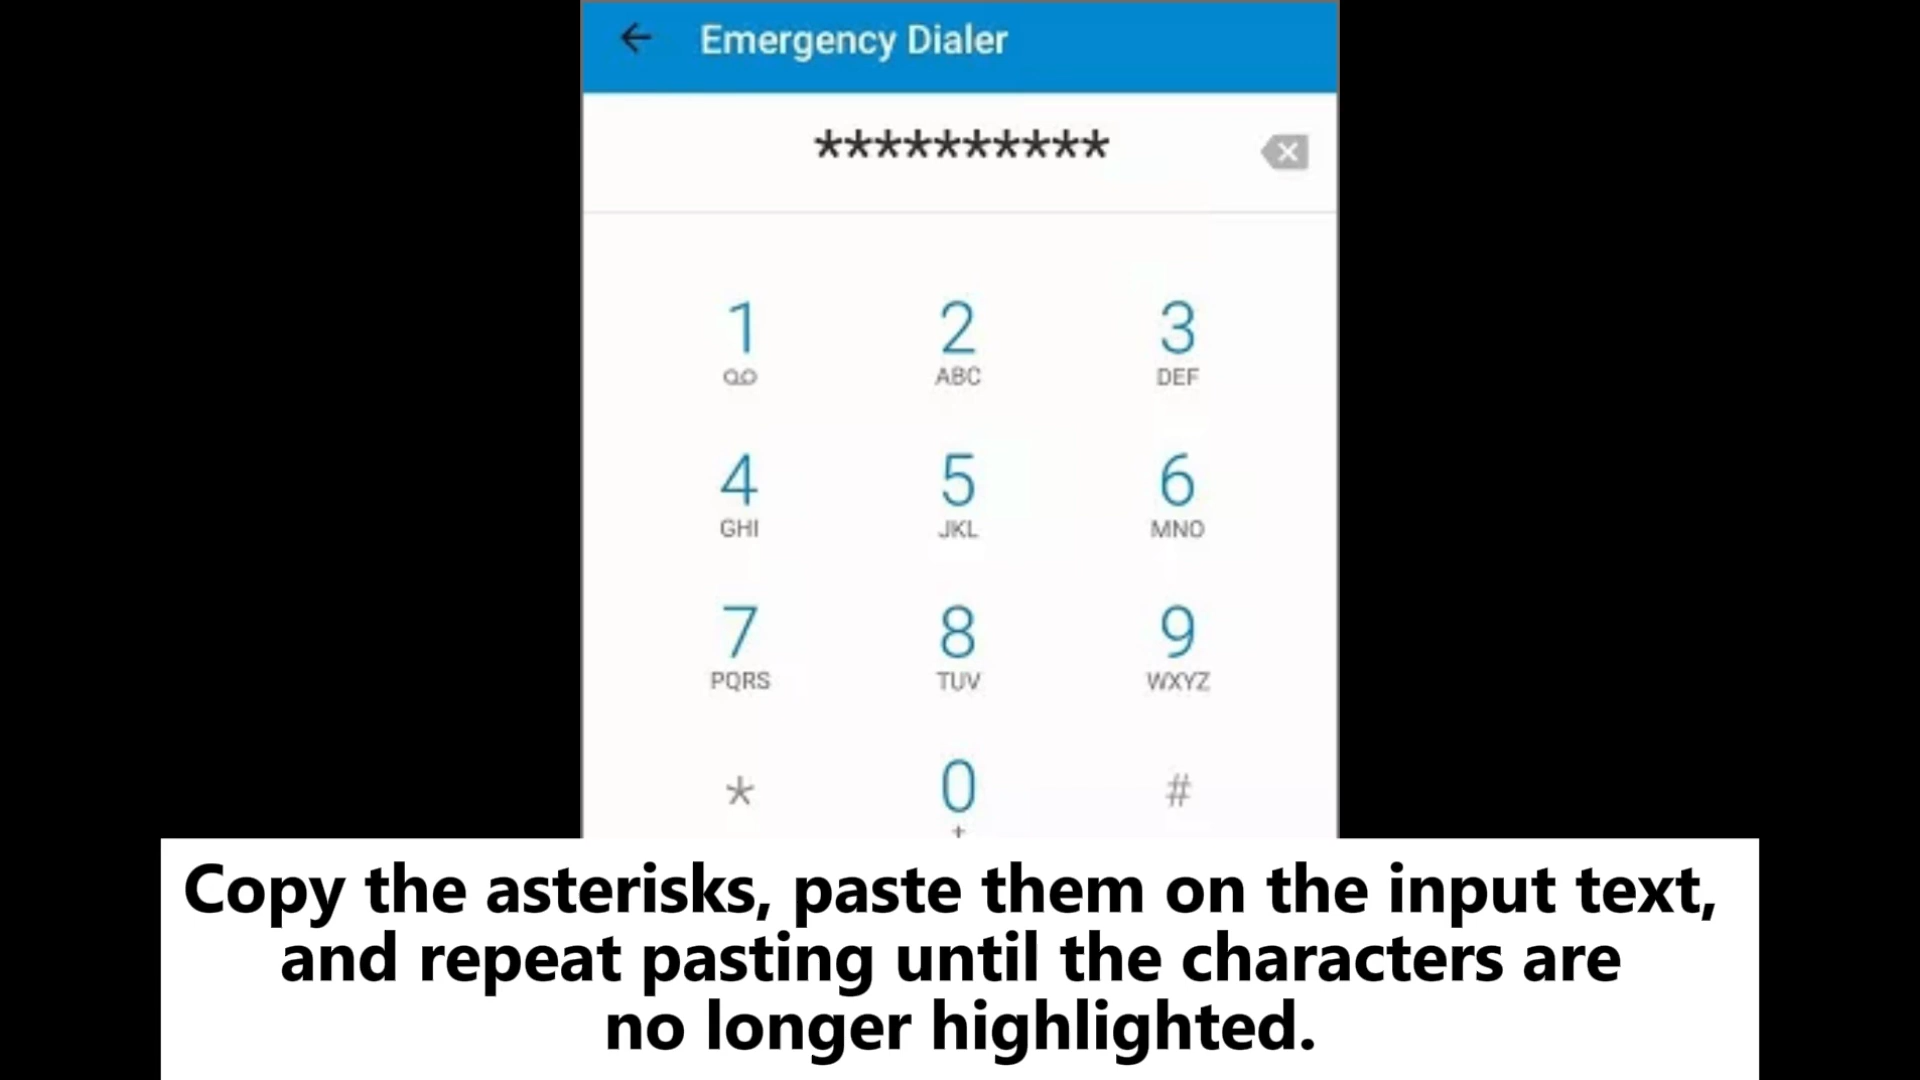 Emergency Dialer
**********
1 2 3
ABC DEF
4 5 6
GHI JKL MNO
7 8 9
PQRS TUV WXYZ
* 0 #
+
Copy the asterisks, paste them on the input text,
and repeat pasting until the characters are
no longer highlighted.